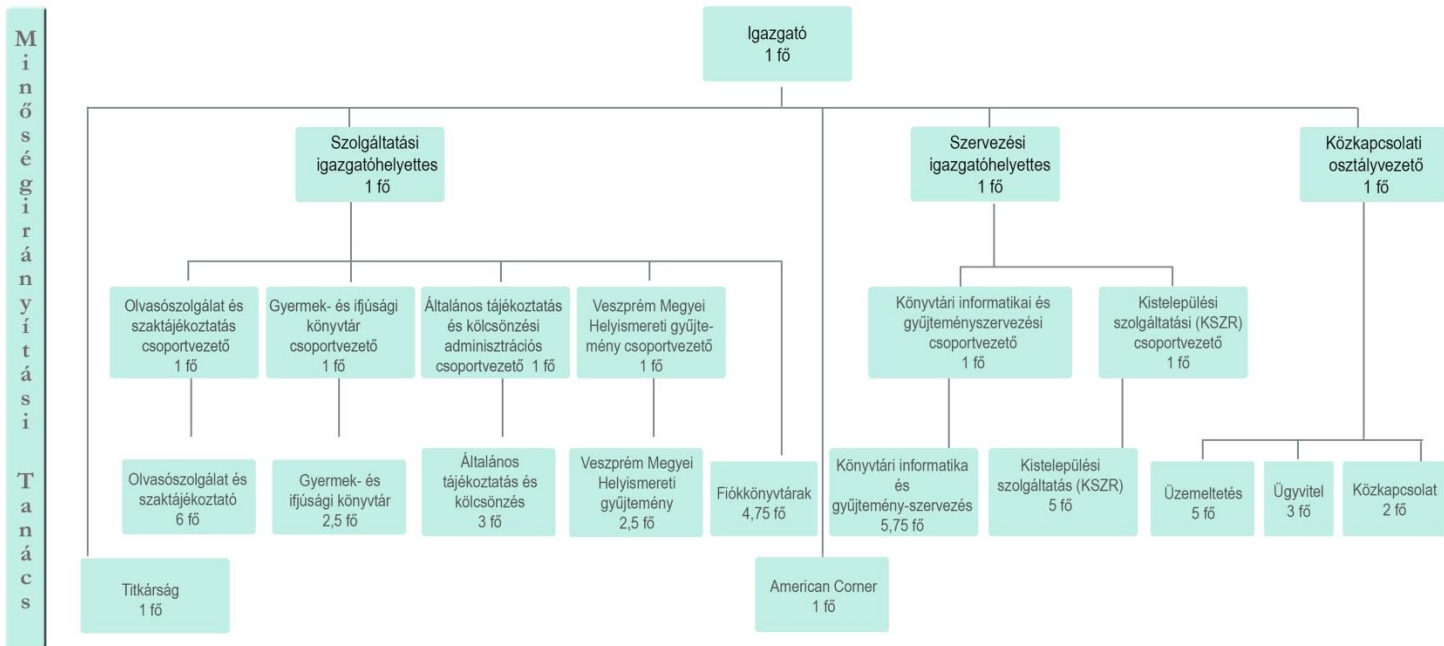 Minőségirányítási Tanács
Igazgató
1 fő
Szolgáltatási
igazgatóhelyettes
1 fő
Szervezési
igazgatóhelyettes
1 fő
Közkapcsolati
osztályvezető
1 fő
Olvasószolgálat és
szaktájékoztatás
csoportvezető
1 fő
Gyermek- és ifjúsági
könyvtár
csoportvezető
1 fő
Általános tájékoztatás
és kölcsönzési
adminisztrációs
csoportvezető 1 fő
Veszprém Megyei
Helyismereti gyűjte-
mény csoportvezető
1 fő
Könyvtári informatikai és
gyűjteményszervezési
csoportvezető
1 fő
Kistelepülési
szolgáltatási (KSZR)
csoportvezető
1 fő
Olvasószolgálat és
szaktájékoztató
6 fő
Gyermek- és
ifjúsági könyvtár
2,5 fő
Általános
tájékoztatás és
kölcsönzés
3 fő
Veszprém Megyei
Helyismereti
gyűjtemény
2,5 fő
Fiókkönyvtárak
4,75 fő
Könyvtári informatika
és
gyűjtemény-szervezés
5,75 fő
Kistelepülési
szolgáltatás (KSZR)
5 fő
Üzemeltetés
5 fő
Ügyvitel
3 fő
Közkapcsolat
2 fő
Titkárság
1 fő
American Corner
1 fő